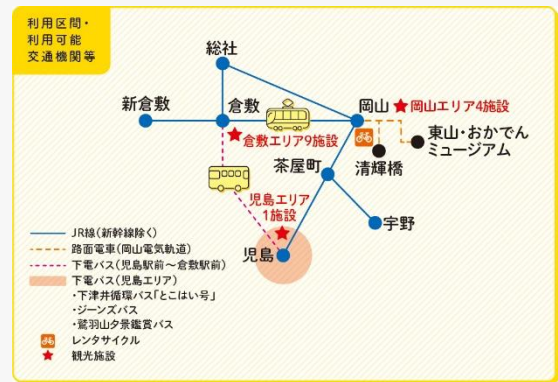 利用区間・
利用可能
交通機関等
総社
新倉敷
倉敷
岡山
★岡山エリア4施設
★倉敷エリア9施設
東山・おかでん
ミュージアム
清輝橋
茶屋町
児島エリア
1施設
宇野
児島
JR線(新幹線除く)
路面電車(岡山電気軌道)
下電バス(児島駅前~倉敷駅前)
下電バス(児島エリア)
・下津井循環バス「とこはい号」
・ジーンズバス
・鷲羽山夕景鑑賞バス
レンタサイクル
★ 観光施設